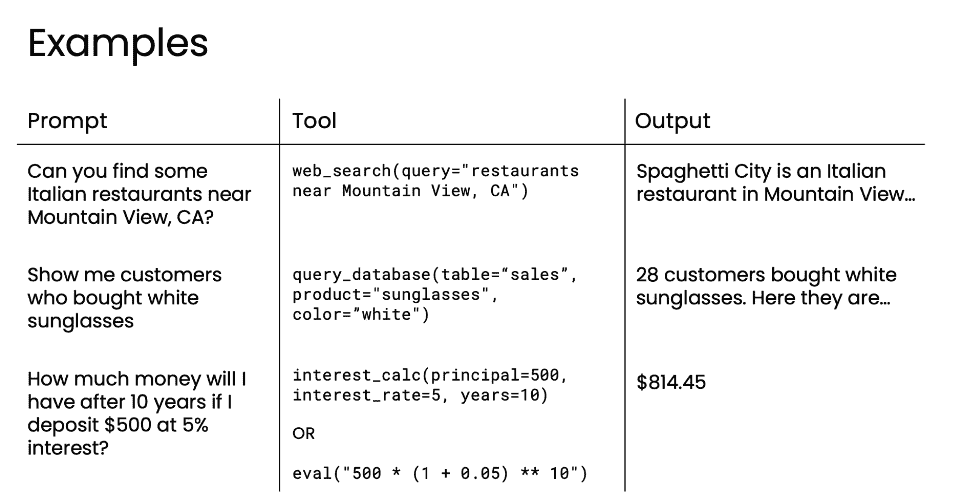 Examples
Prompt
Tool
Output
Can you find some
Italian restaurants near
Mountain View, CA?
web_search(query="restaurants
near Mountain View, CA")
Spaghetti City is an Italian
restaurant in Mountain View...
Show me customers
who bought white
sunglasses
query_database(table="sales",
product="sunglasses",
color="white")
28 customers bought white
sunglasses. Here they are...
How much money will I
have after 10 years if I
deposit $500 at 5%
interest?
interest_calc(principal=500,
interest_rate=5, years=10)
OR
eval("500 * (1 + 0.05) ** 10")
$814.45